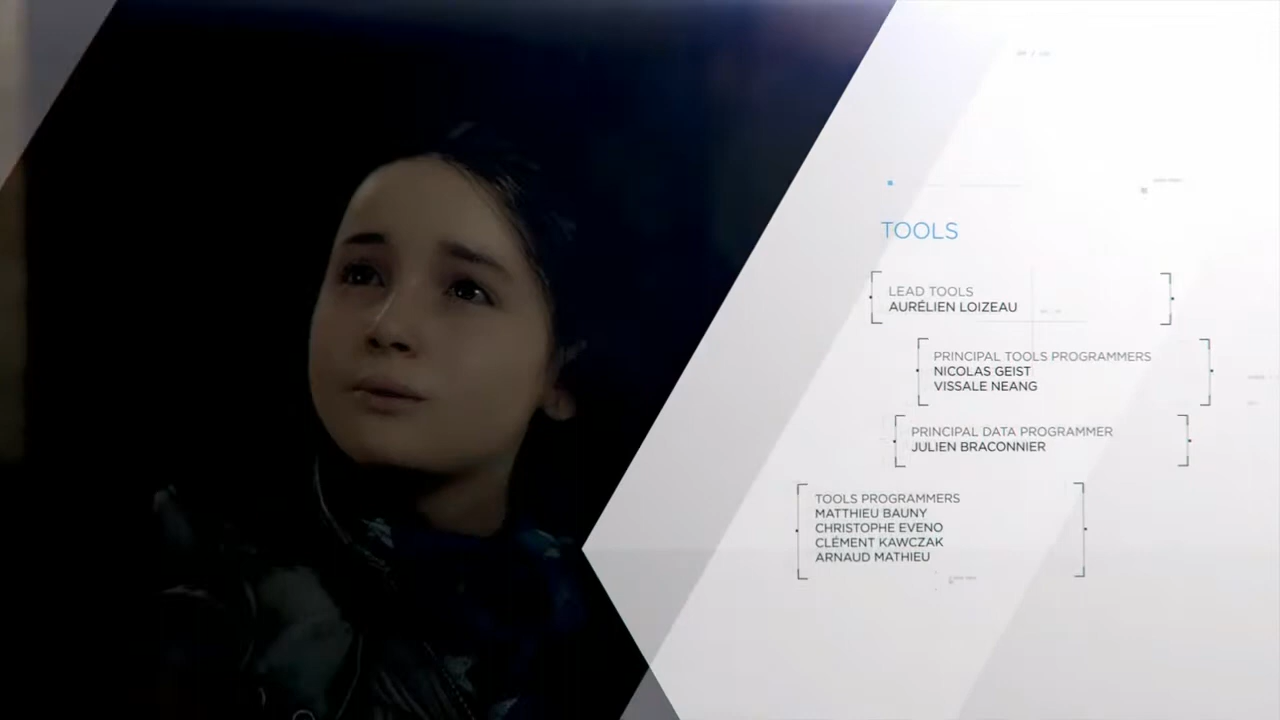 TOOLS
LEAD TOOLS
AURÉLIEN LOIZEAU
PRINCIPAL TOOLS PROGRAMMERS
NICOLAS GEIST
VISSALE NEANG
PRINCIPAL DATA PROGRAMMER
JULIEN BRACONNIER
TOOLS PROGRAMMERS
MATTHIEU BAUNY
CHRISTOPHE EVENO
CLÉMENT KAWCZAK
ARNAUD MATHIEU